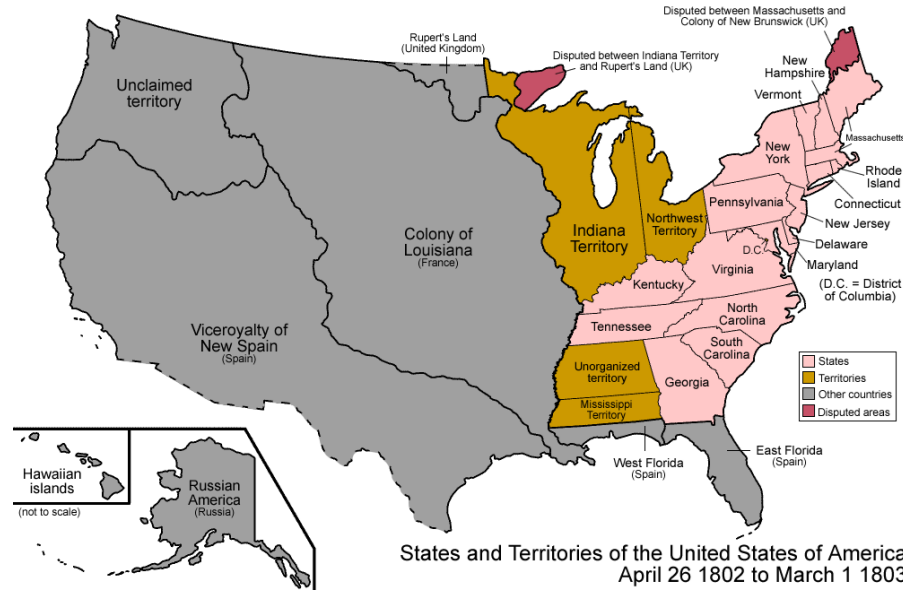 Disputed between Massachusetts and
Colony of New Brunswick (UK)
Rupert's Land
(United Kingdom)
Disputed between Indiana Territory
and Rupert's Land (UK)
New
Hampshire
Vermont
Unclaimed
territory
Massachusetts
New
York
Rhode
Island
Connecticut
Pennsylvania
New Jersey
Northwest
Territory
Indiana
Territory
Colony of
Louisiana
(France)
Delaware
D.C.
Maryland
Virginia
(D.C. = District
of Columbia)
Kentucky
North
Carolina
Tennessee
Viceroyalty of
New Spain
(Spain)
South
Carolina
States
Territories
Other countries
Disputed areas
Unorganized
territory
Georgia
Mississippi
Territory
East Florida
(Spain)
West Florida
(Spain)
Hawaiian
islands
(not to scale)
Russian
America
(Russia)
States and Territories of the United States of America
April 26 1802 to March 1 1803